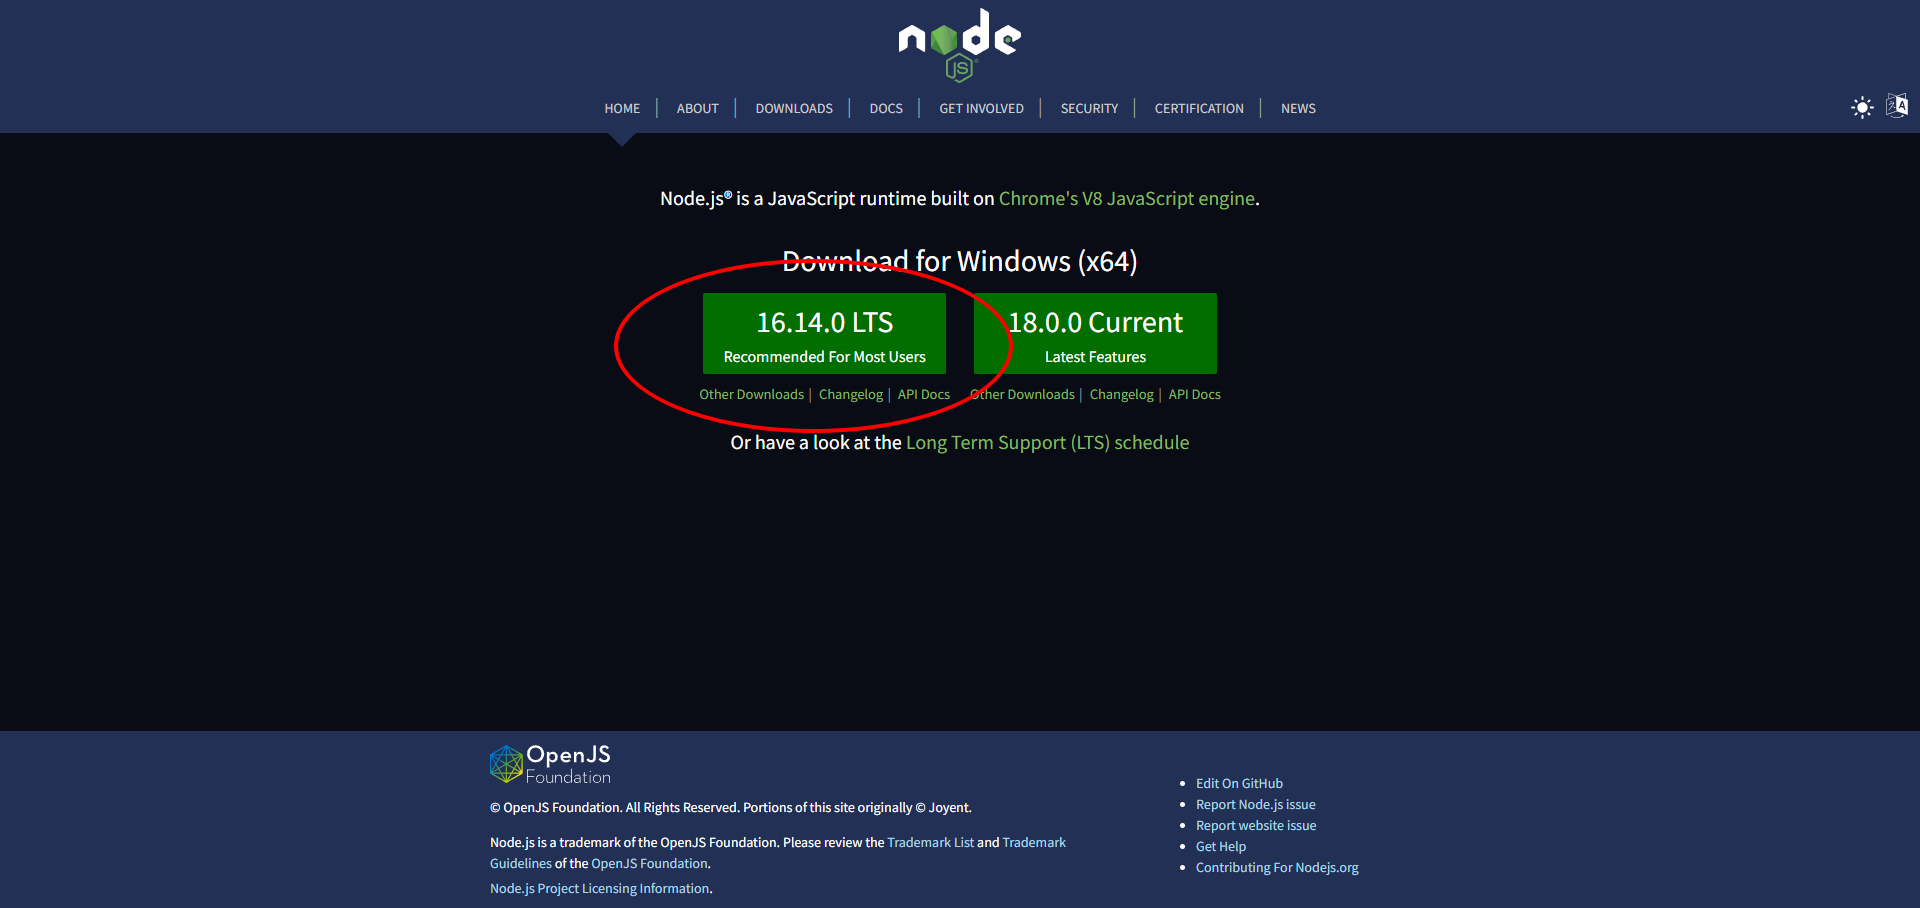 node
JS
HOME | ABOUT | DOWNLOADS | DOCS | GET INVOLVED | SECURITY | CERTIFICATION | NEWS
A
Node.js® is a JavaScript runtime built on Chrome's V8 JavaScript engine.
Download for Windows (x64)
16.14.0 LTS
Recommended For Most Users
Other Downloads | Changelog | API Docs
18.0.0 Current
Latest Features
Other Downloads | Changelog | API Docs
Or have a look at the Long Term Support (LTS) schedule
OpenJS
Foundation
© OpenJS Foundation. All Rights Reserved. Portions of this site originally © Joyent.
Node.js is a trademark of the OpenJS Foundation. Please review the Trademark List and Trademark
Guidelines of the OpenJS Foundation.
Node.js Project Licensing Information.
Edit On GitHub
Report Node.js issue
Report website issue
Get Help
Contributing For Nodejs.org